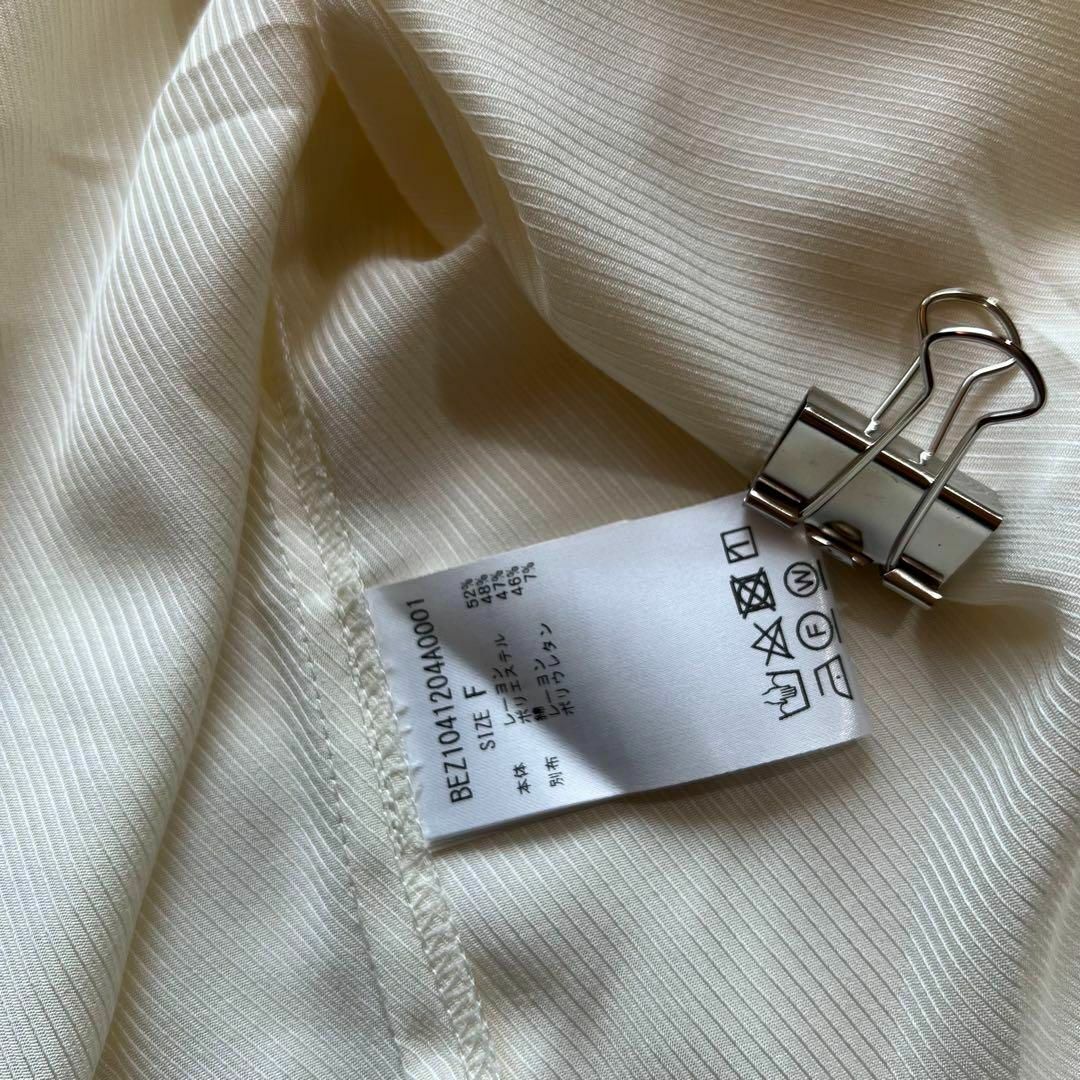 BEZ1041204A0001
SIZE F
本体 レーヨン 52%
ポリエステル 48%
別布 綿 47%
レーヨン 46%
ポリウレタン 7%
F
W